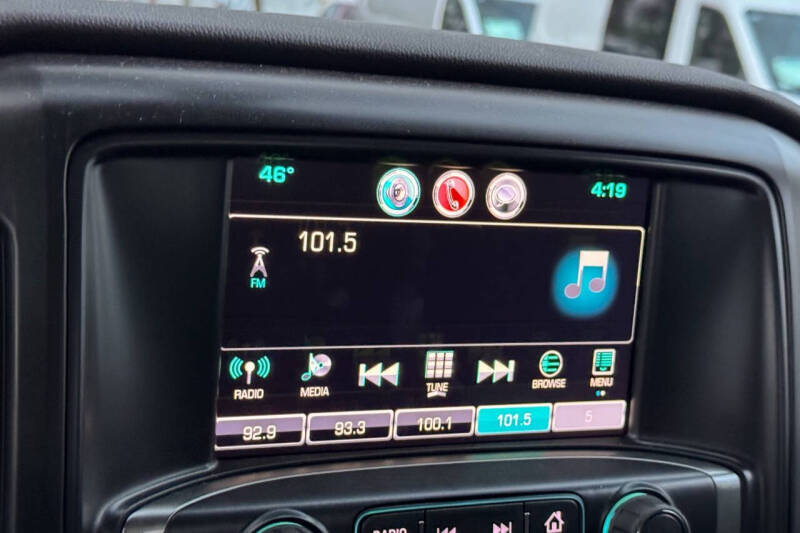 46° 4:19
101.5
FM
RADIO MEDIA TUNE BROWSE MENU
92.9 93.3 100.1 101.5 5
RADIO